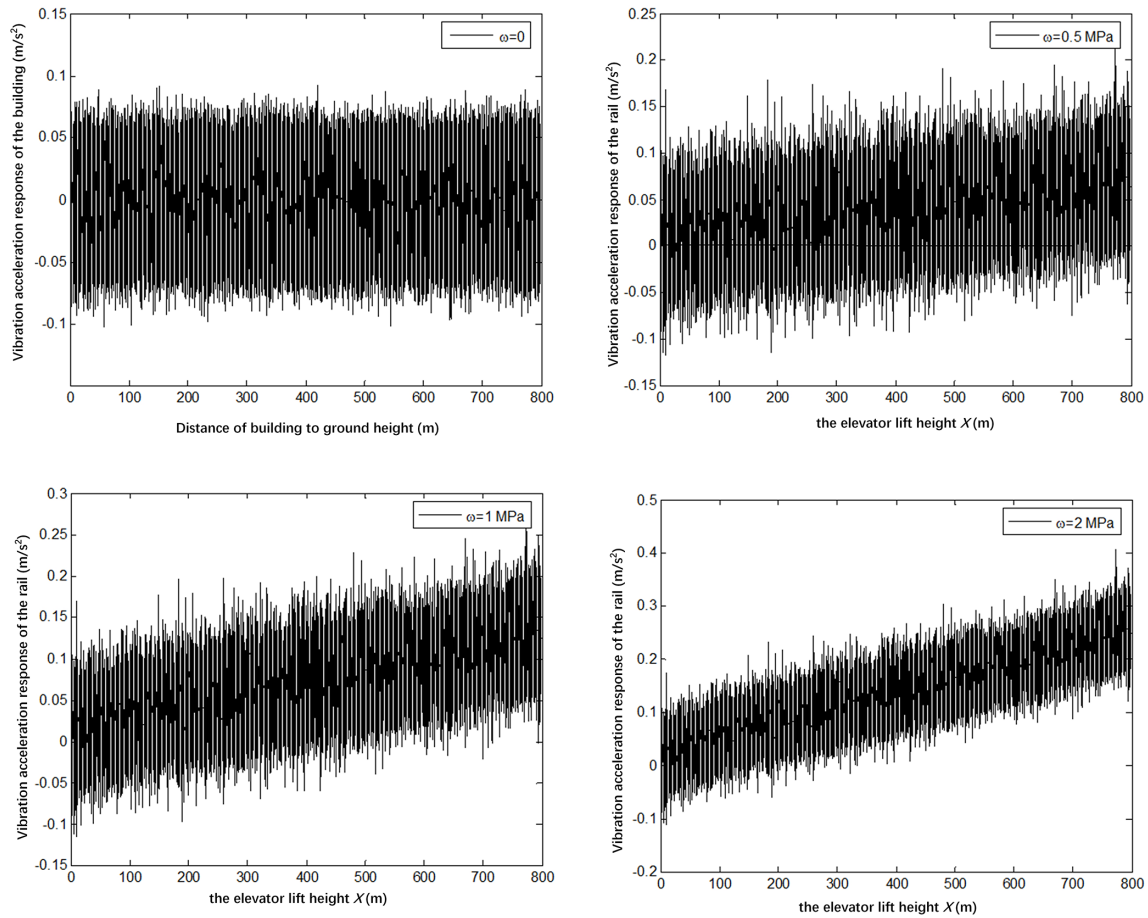 ω=0
Vibration acceleration response of the building (m/s²)
0.15
0.1
0.05
0
-0.05
-0.1
0 100 200 300 400 500 600 700 800
Distance of building to ground height (m)
ω=0.5 MPa
Vibration acceleration response of the rail (m/s²)
0.25
0.2
0.15
0.1
0.05
0
-0.05
-0.1
-0.15
0 100 200 300 400 500 600 700 800
the elevator lift height X (m)
ω=1 MPa
Vibration acceleration response of the rail (m/s²)
0.3
0.25
0.2
0.15
0.1
0.05
0
-0.05
-0.1
-0.15
0 100 200 300 400 500 600 700 800
the elevator lift height X (m)
ω=2 MPa
Vibration acceleration response of the rail (m/s²)
0.5
0.4
0.3
0.2
0.1
0
-0.1
-0.2
0 100 200 300 400 500 600 700 800
the elevator lift height X (m)